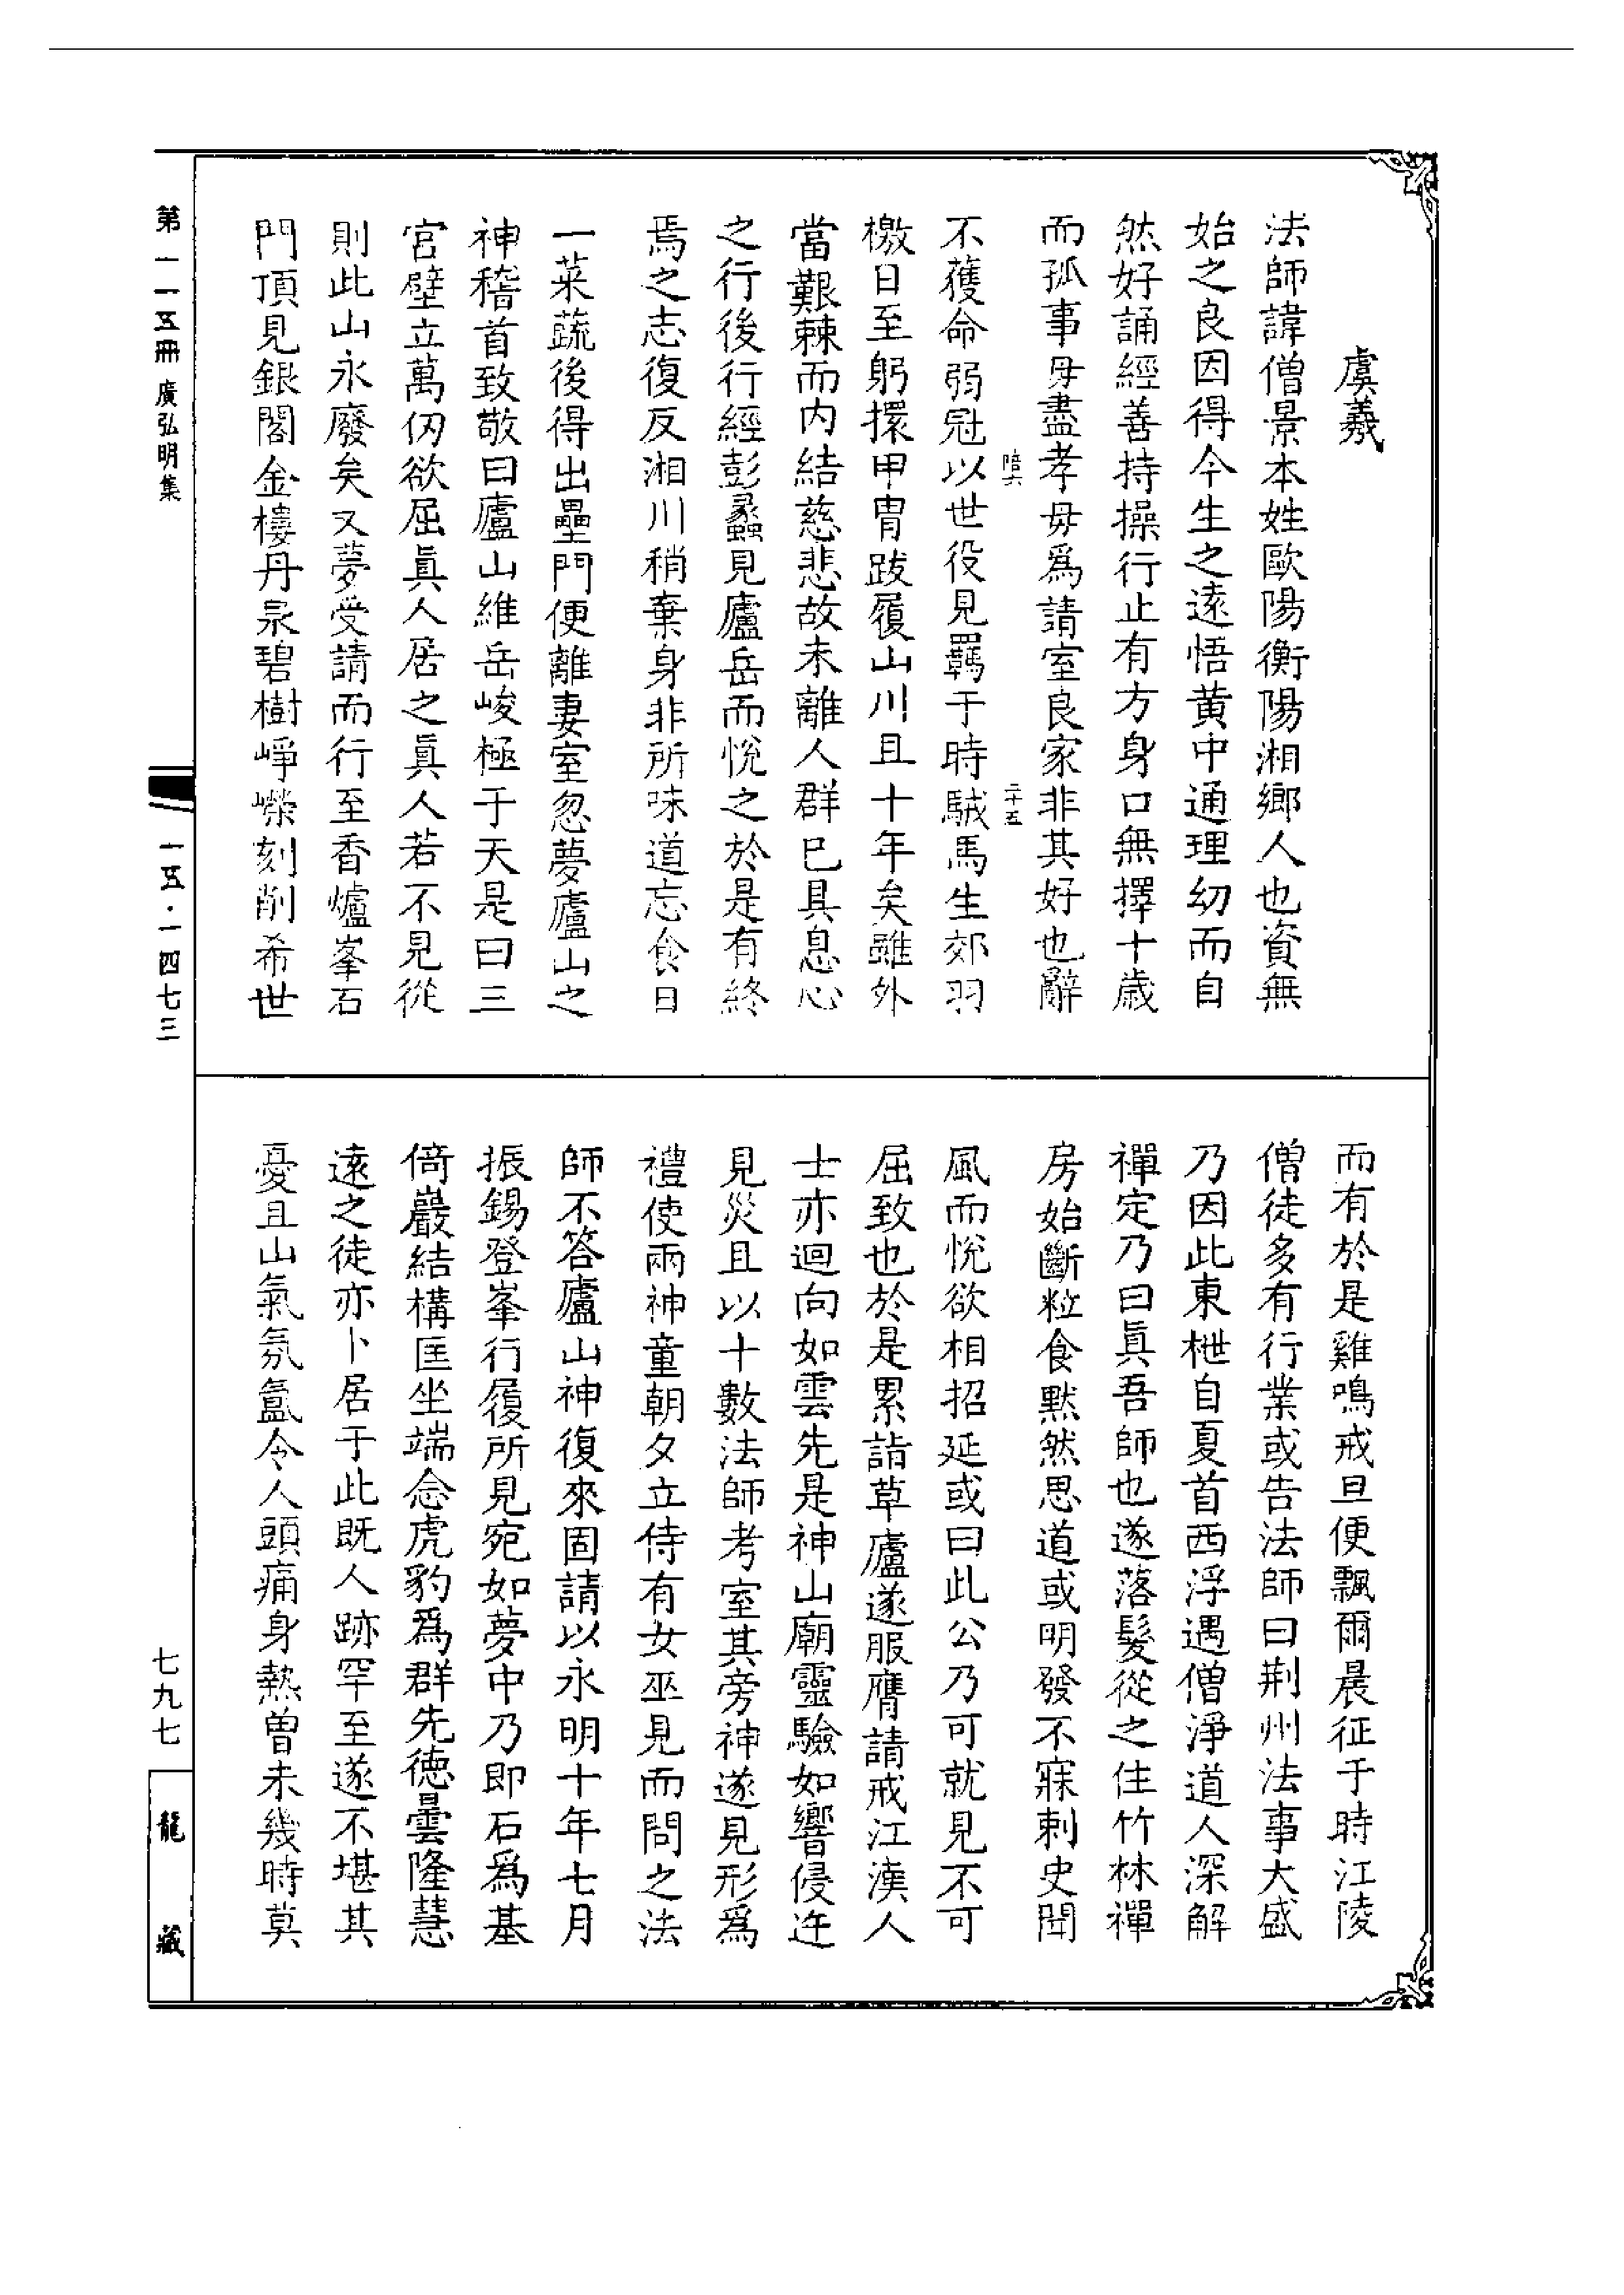 虞羲
法師諱僧景本姓歐陽衡陽湘鄉人也資無
始之良因得今生之遠悟黃中通理幼而自
然好誦經善持操行止有方身口無擇十歲
而孤事毋盡孝毋爲請室良家非其好也辭
陪六 二十五
不獲命弱冠以世役見羈于時駥馬生郊羽
檄日至躬擐甲冑跋履山川且十年矣雖外
當艱棘而內結慈悲故未離人群已具息心
之行後行經彭蠡見廬岳而悅之於是有終
焉之志復反湘川稍棄身非所味道忘食日
一菜蔬後得出壘門便離妻室忽夢廬山之
神稽首致敬曰廬山維岳峻極于天是曰三
宮壁立萬仞欲屈眞人居之眞人若不見從
則此山永廢矣又夢受請而行至香爐峯石
門頂見銀閣金樓丹泉碧樹崢嶸刻削希世
而有於是雞鳴戒旦便飄爾晨征于時江陵
僧徒多有行業或告法師曰荆州法事大盛
乃因此東枻自夏首西浮遇僧淨道人深解
禪定乃曰眞吾師也遂落髮從之住竹林禪
房始斷粒食默然思道或明發不寐刺史聞
風而悅欲相招延或曰此公乃可就見不可
屈致也於是累詣草廬遂服膺請戒江漢人
士亦迴向如雲先是神山廟靈驗如響侵迕
見災且以十數法師考室其旁神遂見形爲
禮使兩神童朝夕立侍有女巫見而問之法
師不答廬山神復來固請以永明十年七月
振錫登峯行履所見宛如夢中乃即石爲基
倚巖結構匡坐端念虎豹爲群先德曇隆慧
遠之徒亦卜居于此既人跡罕至遂不堪其
憂且山氣氛氳令人頭痛身熱曾未幾時莫
第一一五冊 廣弘明集
一五·一四七三
七九七
龍藏